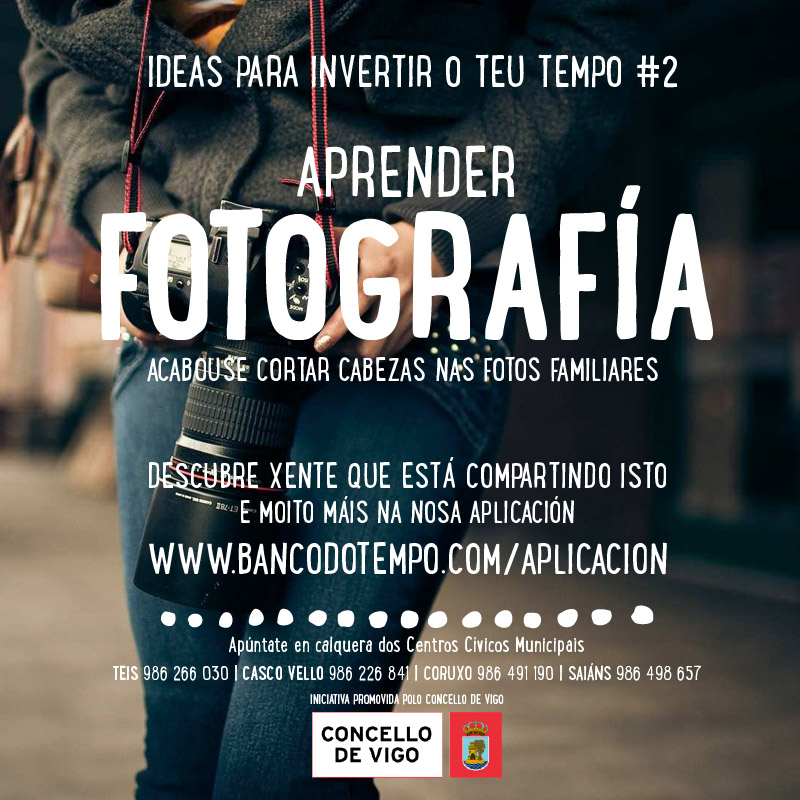 IDEAS PARA INVERTIR O TEU TEMPO #2
APRENDER
FOTOGRAFÍA
ACABOUSE CORTAR CABEZAS NAS FOTOS FAMILIARES
DESCUBRE XENTE QUE ESTÁ COMPARTINDO ISTO
E MOITO MÁIS NA NOSA APLICACIÓN
WWW.BANCODOTEMPO.COM/APLICACION
Apúntate en calquera dos Centros Cívicos Municipais
TEIS 986 266 030 | CASCO VELLO 986 226 841 | CORUXO 986 491 190 | SAIÁNS 986 498 657
INICIATIVA PROMOVIDA POLO CONCELLO DE VIGO
CONCELLO
DE VIGO
MODE
ET-78II